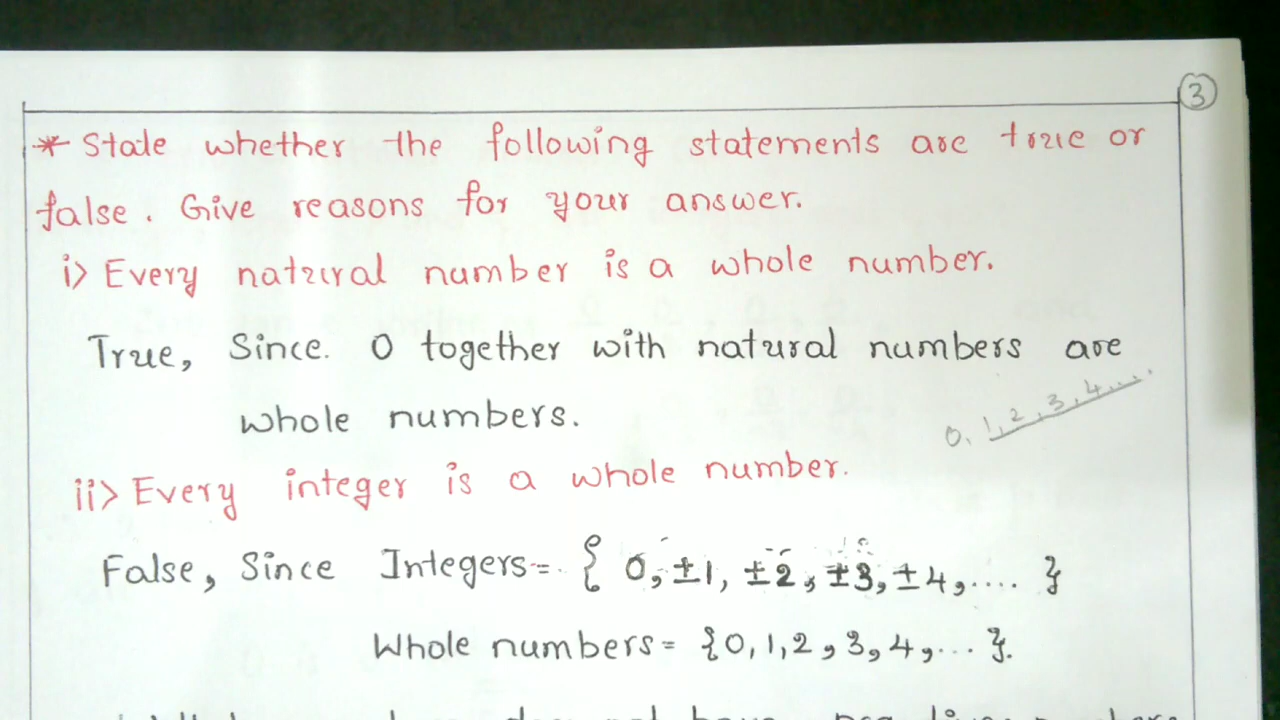 3
* State whether the following statements are true or
false. Give reasons for your answer.
i> Every natural number is a whole number.
True, Since. 0 together with natural numbers are
whole numbers.
0, 1, 2, 3, 4....
ii> Every integer is a whole number.
False, Since Integers = { 0, ±1, ±2, ±3, ±4, .... }
Whole numbers = {0, 1, 2, 3, 4, ... }.